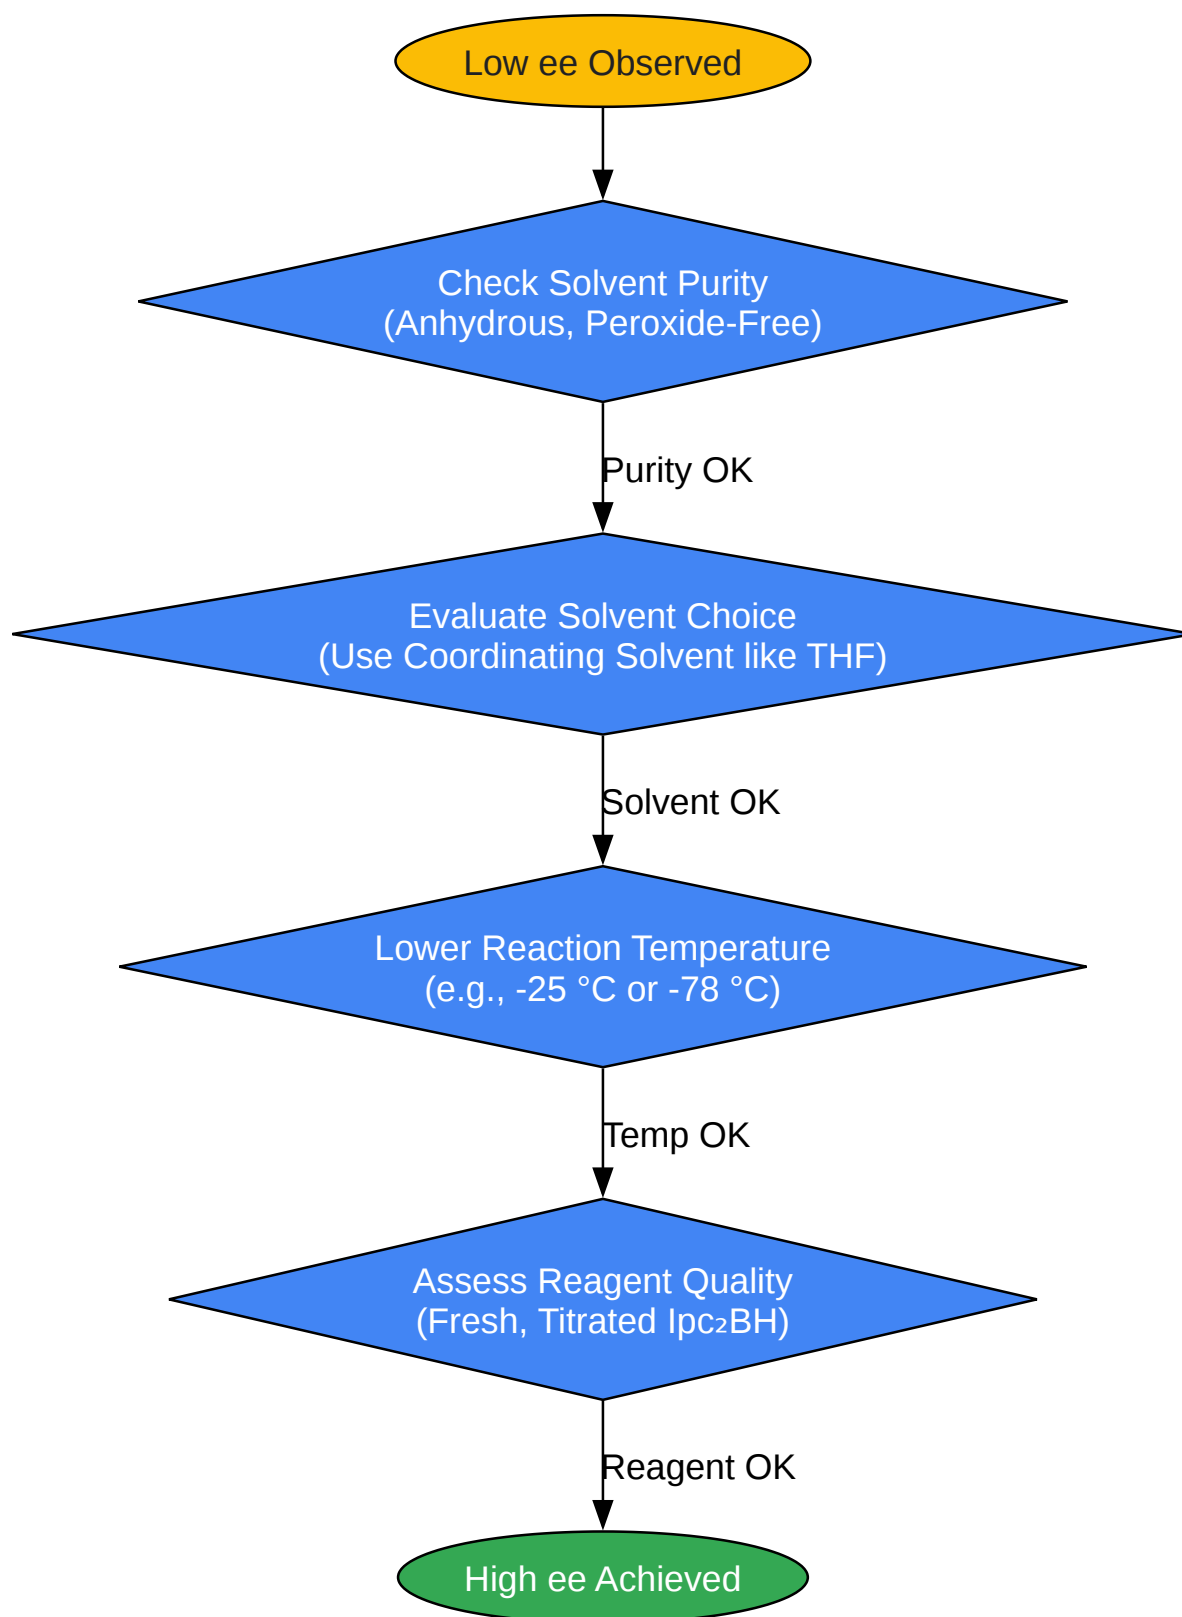 Low ee Observed
Check Solvent Purity
(Anhydrous, Peroxide-Free)
Purity OK
Evaluate Solvent Choice
(Use Coordinating Solvent like THF)
Solvent OK
Lower Reaction Temperature
(e.g., -25 °C or -78 °C)
Temp OK
Assess Reagent Quality
(Fresh, Titrated Ipc₂BH)
Reagent OK
High ee Achieved